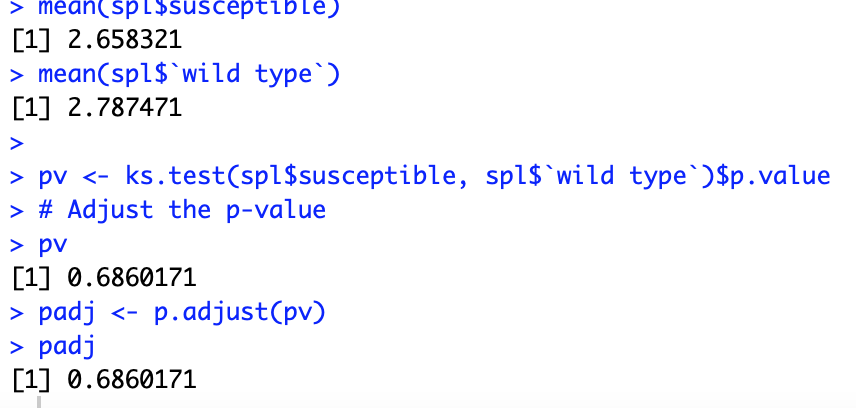 > mean(spl$susceptible)
[1] 2.658321
> mean(spl$`wild type`)
[1] 2.787471
>
> pv <- ks.test(spl$susceptible, spl$`wild type`)$p.value
> # Adjust the p-value
> pv
[1] 0.6860171
> padj <- p.adjust(pv)
> padj
[1] 0.6860171